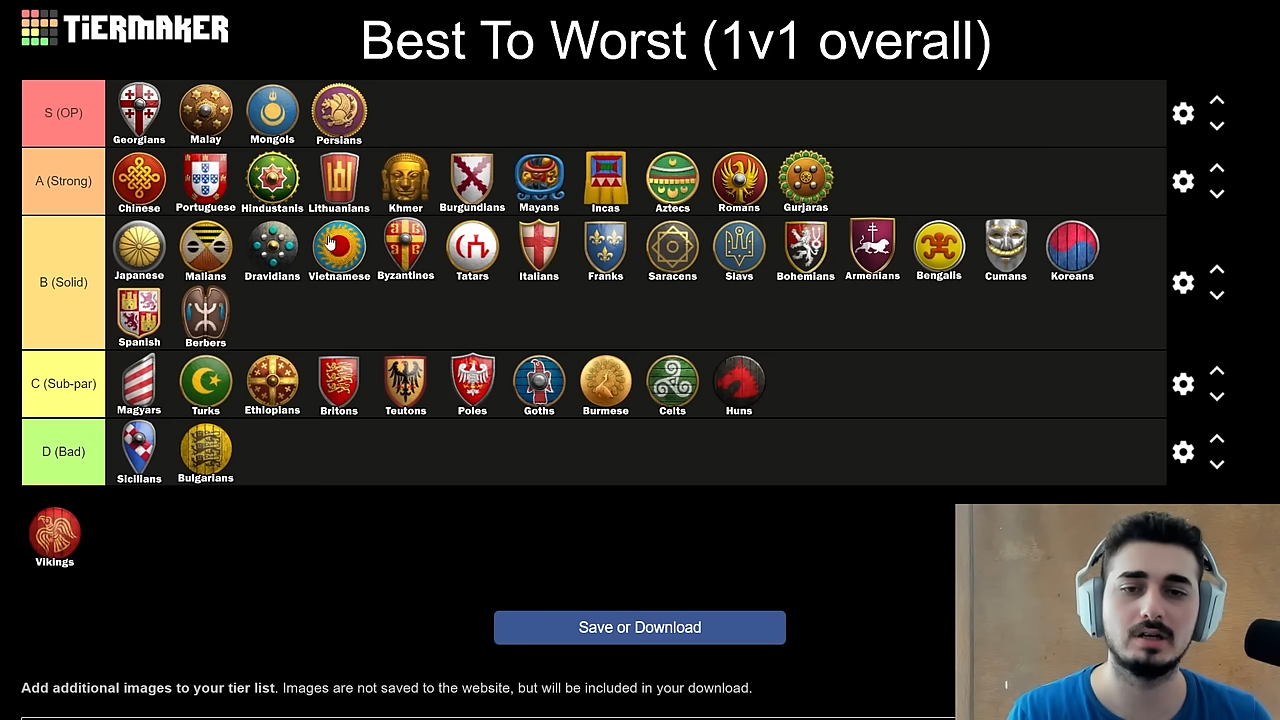 TIERMAKER
Best To Worst (1v1 overall)
S (OP)
Georgians Malay Mongols Persians
A (Strong)
Chinese Portuguese Hindustanis Lithuanians Khmer Burgundians Mayans Incas Aztecs Romans Gurjaras
B (Solid)
Japanese Malians Dravidians Vietnamese Byzantines Tatars Italians Franks Saracens Slavs Bohemians Armenians Bengalis Cumans Koreans
Spanish Berbers
C (Sub-par)
Magyars Turks Ethiopians Britons Teutons Poles Goths Burmese Celts Huns
D (Bad)
Sicilians Bulgarians
Vikings
Save or Download
Add additional images to your tier list. Images are not saved to the website, but will be included in your download.